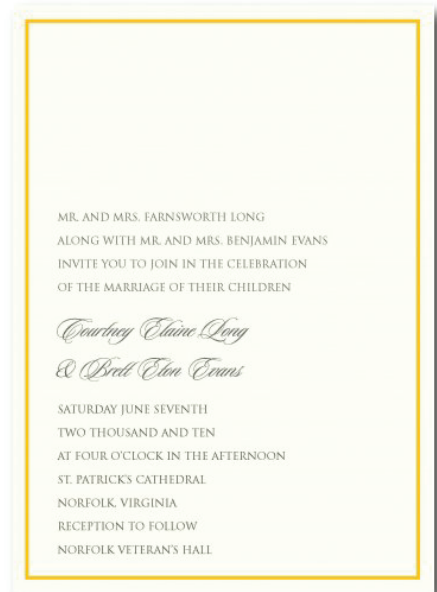 MR. AND MRS. FARNSWORTH LONG
ALONG WITH MR. AND MRS. BENJAMIN EVANS
INVITE YOU TO JOIN IN THE CELEBRATION
OF THE MARRIAGE OF THEIR CHILDREN
Courtney Elaine Long
& Brett Elon Evans
SATURDAY JUNE SEVENTH
TWO THOUSAND AND TEN
AT FOUR O'CLOCK IN THE AFTERNOON
ST. PATRICK'S CATHEDRAL
NORFOLK, VIRGINIA
RECEPTION TO FOLLOW
NORFOLK VETERAN'S HALL